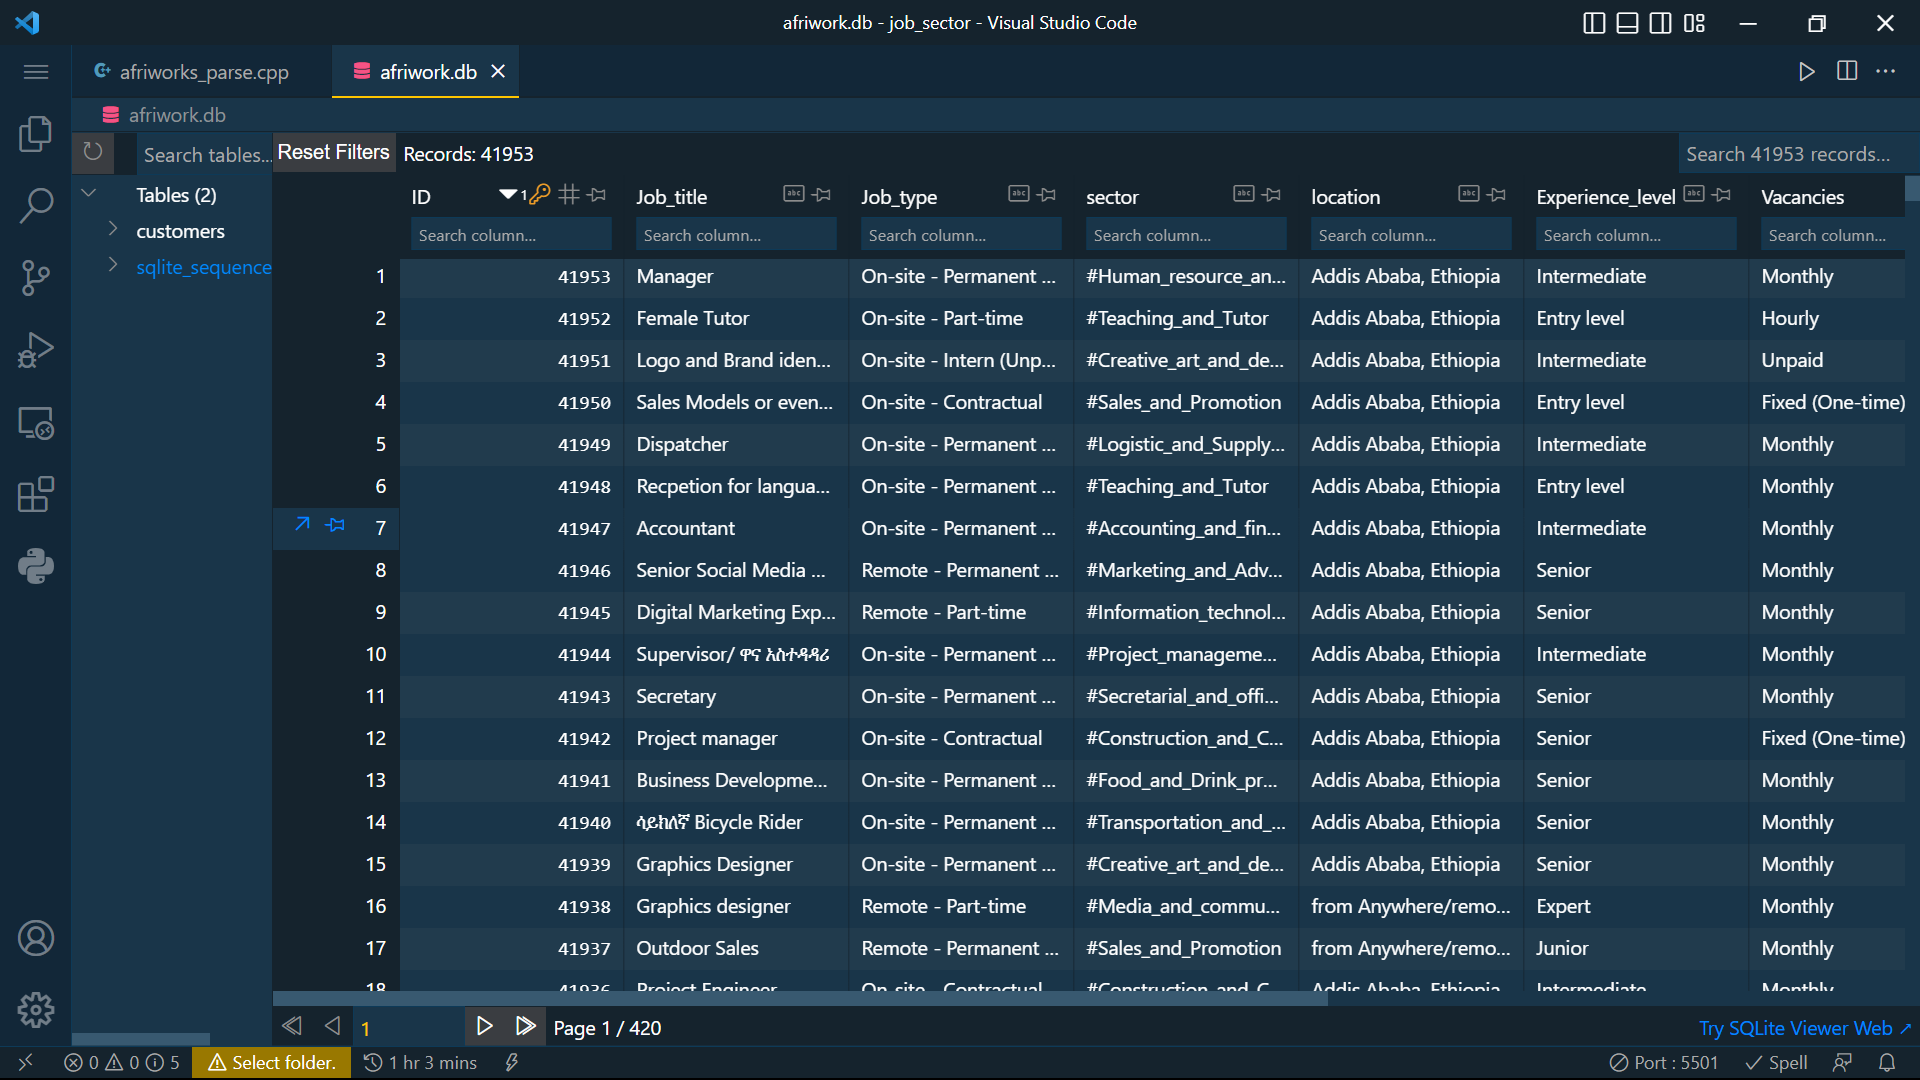 afriwork.db - job_sector - Visual Studio Code
afriworks_parse.cpp
afriwork.db
afriwork.db
Search tables...
Reset Filters
Records: 41953
Search 41953 records...
Tables (2)
customers
sqlite_sequence
ID 1 Job_title Job_type sector location Experience_level Vacancies
Search column... Search column... Search column... Search column... Search column... Search column... Search column...
1 41953 Manager On-site - Permanent ... #Human_resource_an... Addis Ababa, Ethiopia Intermediate Monthly
2 41952 Female Tutor On-site - Part-time #Teaching_and_Tutor Addis Ababa, Ethiopia Entry level Hourly
3 41951 Logo and Brand iden... On-site - Intern (Unp... #Creative_art_and_de... Addis Ababa, Ethiopia Intermediate Unpaid
4 41950 Sales Models or even... On-site - Contractual #Sales_and_Promotion Addis Ababa, Ethiopia Entry level Fixed (One-time)
5 41949 Dispatcher On-site - Permanent ... #Logistic_and_Supply... Addis Ababa, Ethiopia Intermediate Monthly
6 41948 Recpetion for langua... On-site - Permanent ... #Teaching_and_Tutor Addis Ababa, Ethiopia Entry level Monthly
7 41947 Accountant On-site - Permanent ... #Accounting_and_fin... Addis Ababa, Ethiopia Intermediate Monthly
8 41946 Senior Social Media ... Remote - Permanent ... #Marketing_and_Adv... Addis Ababa, Ethiopia Senior Monthly
9 41945 Digital Marketing Exp... Remote - Part-time #Information_technol... Addis Ababa, Ethiopia Senior Monthly
10 41944 Supervisor/ ዋና አስተዳዳሪ On-site - Permanent ... #Project_manageme... Addis Ababa, Ethiopia Intermediate Monthly
11 41943 Secretary On-site - Permanent ... #Secretarial_and_offi... Addis Ababa, Ethiopia Senior Monthly
12 41942 Project manager On-site - Contractual #Construction_and_C... Addis Ababa, Ethiopia Senior Fixed (One-time)
13 41941 Business Developme... On-site - Permanent ... #Food_and_Drink_pr... Addis Ababa, Ethiopia Senior Monthly
14 41940 ሳይክለኛ Bicycle Rider On-site - Permanent ... #Transportation_and_... Addis Ababa, Ethiopia Senior Monthly
15 41939 Graphics Designer On-site - Permanent ... #Creative_art_and_de... Addis Ababa, Ethiopia Senior Monthly
16 41938 Graphics designer Remote - Part-time #Media_and_commu... from Anywhere/remo... Expert Monthly
17 41937 Outdoor Sales Remote - Permanent ... #Sales_and_Promotion from Anywhere/remo... Junior Monthly
18 41936 Project Engineer On-site - Contractual #Construction_and_C... Addis Ababa, Ethiopia Intermediate Monthly
1 Page 1 / 420
Try SQLite Viewer Web
0 0 5 Select folder. 1 hr 3 mins Port : 5501 Spell